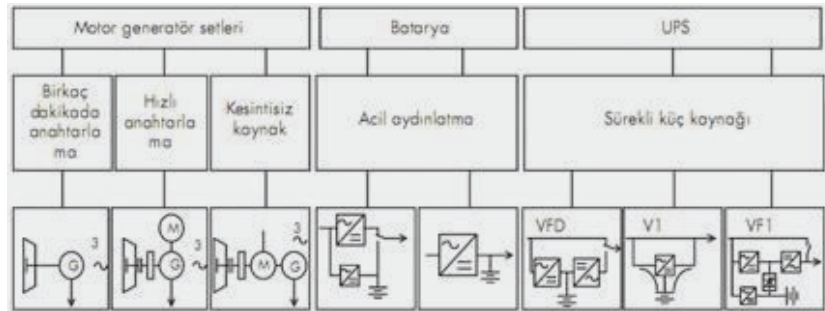 Motor generatör setleri
Batarya
UPS
Birkaç
dakikada
anahtarla
ma
Hızlı
anahtarla
ma
Kesintisiz
kaynak
Acil aydınlatma
Sürekli küç kaynağı
3
G
M
3
G
3
M
G
VFD
V1
VF1